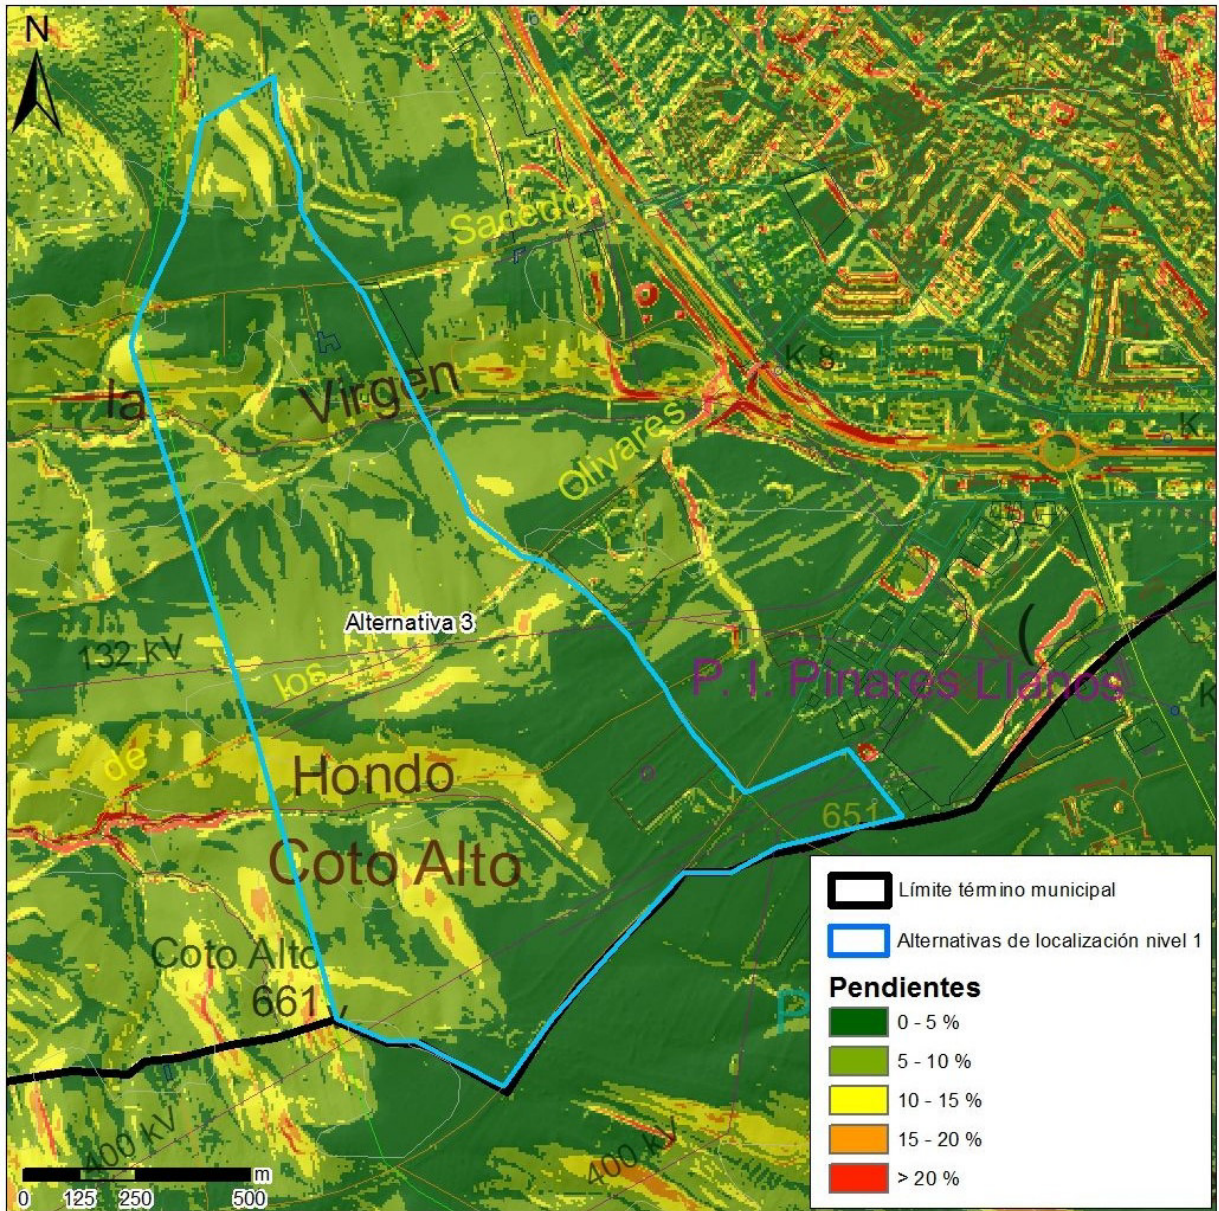 N
Sacedón
K 8
la Virgen
K
Olivares
Alternativa 3
132 kV
los
(
P. I. Pinares Llanos
K
de
Hondo
651
Coto Alto
Coto Alto
661
P
400 kV
400 kV
m
0 125 250 500
Límite término municipal
Alternativas de localización nivel 1
Pendientes
0 - 5 %
5 - 10 %
10 - 15 %
15 - 20 %
> 20 %